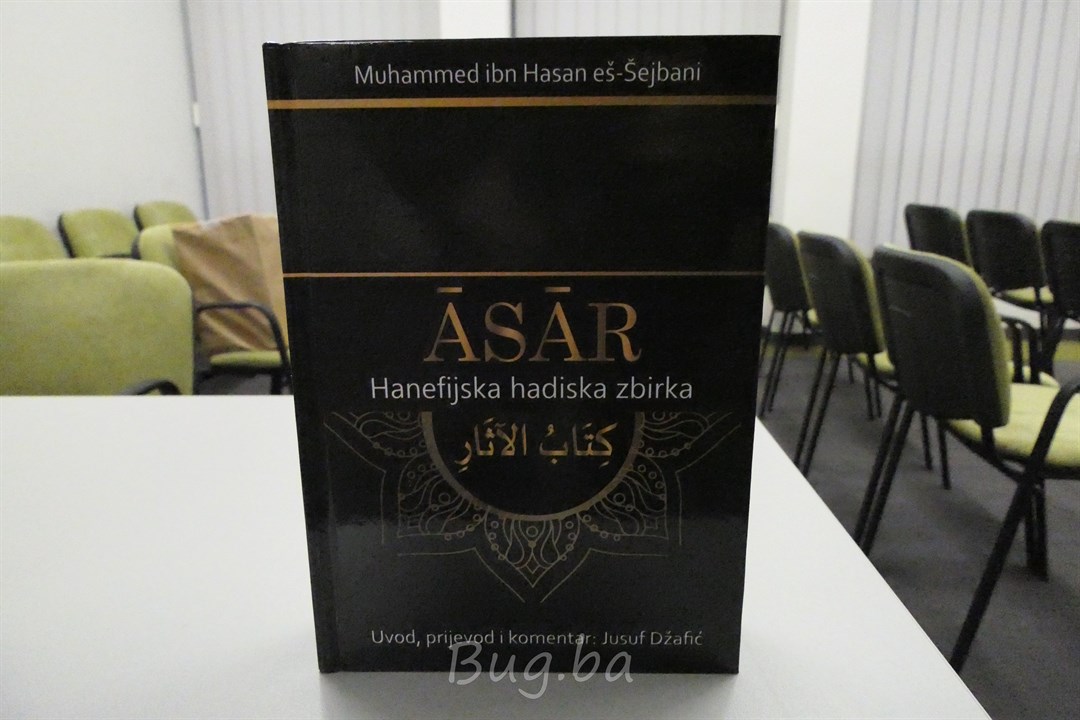 Muhammed ibn Hasan eš-Šejbani
ĀSĀR
Hanefijska hadiska zbirka
كِتَابُ الآثَارِ
Uvod, prijevod i komentar: Jusuf Džafić
Bug.ba